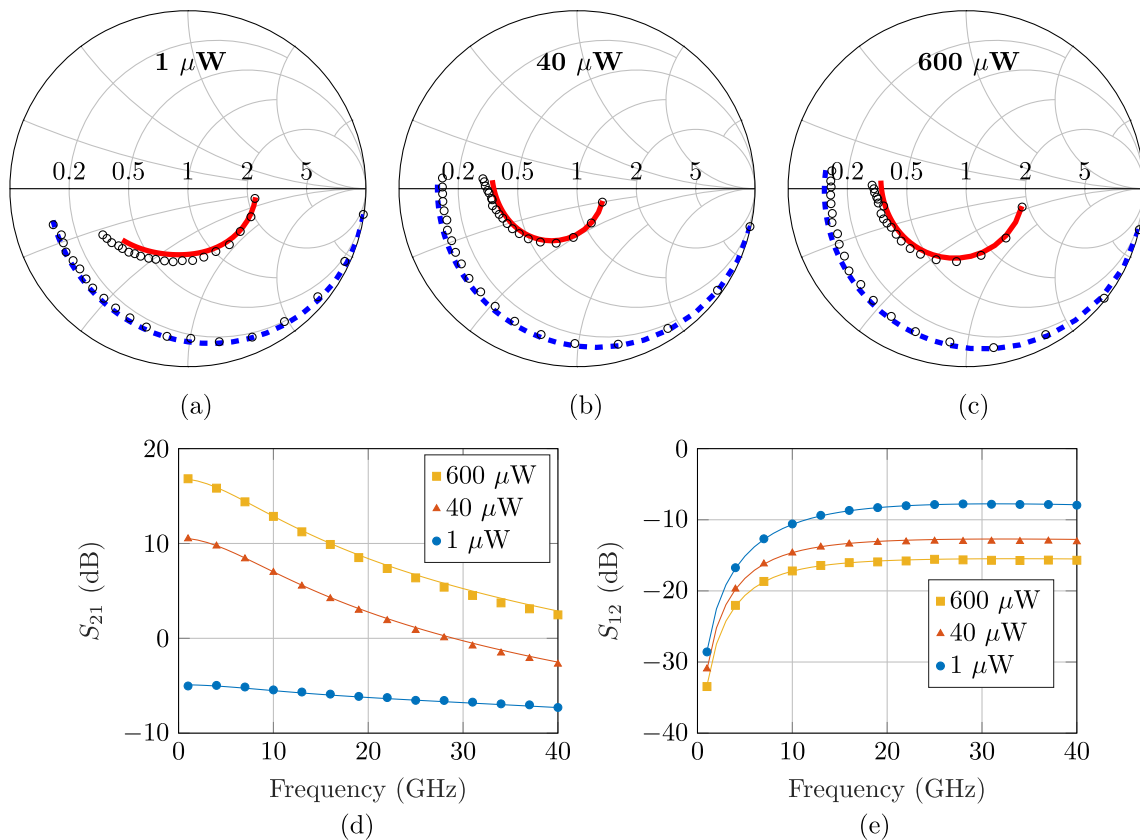 1 μW
0.2 0.5 1 2 5
(a)
40 μW
0.2 0.5 1 2 5
(b)
600 μW
0.2 0.5 1 2 5
(c)
20
10
0
−10
S21 (dB)
600 μW
40 μW
1 μW
0 10 20 30 40
Frequency (GHz)
(d)
0
−10
−20
−30
−40
S12 (dB)
600 μW
40 μW
1 μW
0 10 20 30 40
Frequency (GHz)
(e)